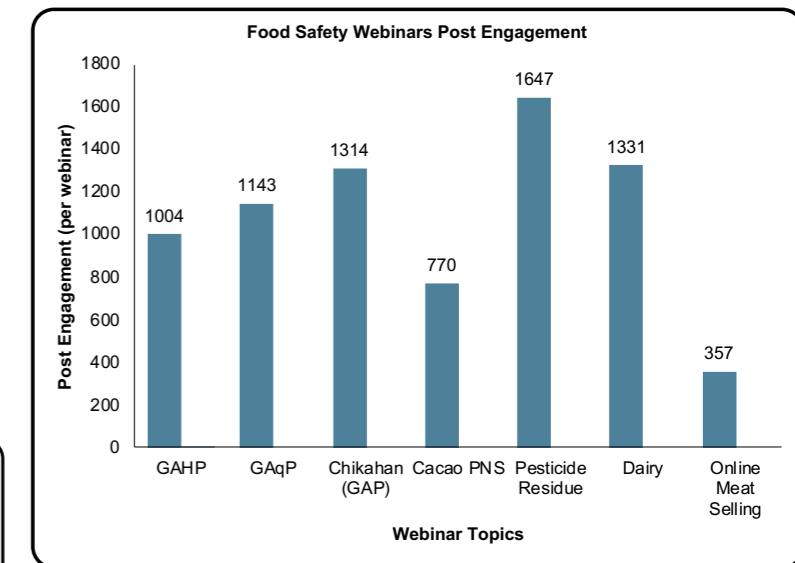 Food Safety Webinars Post Engagement
Post Engagement (per webinar)
1800
1600
1400
1200
1000
800
600
400
200
0
1004
1143
1314
770
1647
1331
357
GAHP
GAqP
Chikahan
(GAP)
Cacao PNS
Pesticide
Residue
Dairy
Online
Meat
Selling
Webinar Topics